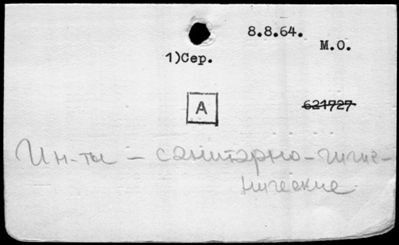 8.8.64.
М.О.
1)Сер.
А
621727
Ин-ты – санитарно-гигие-
нические